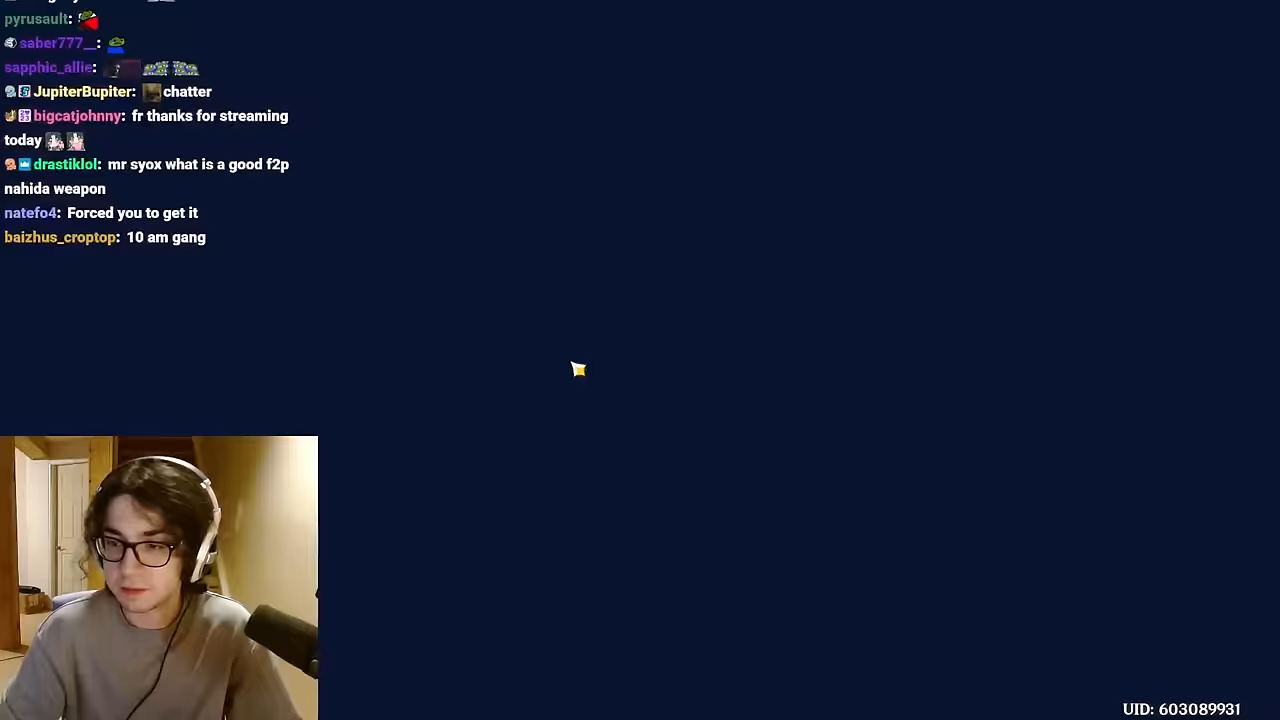 pyrusault:
saber777__:
sapphic_allie:
JupiterBupiter: chatter
bigcatjohnny: fr thanks for streaming
today
drastiklol: mr syox what is a good f2p
nahida weapon
natefo4: Forced you to get it
baizhus_croptop: 10 am gang
UID: 603089931